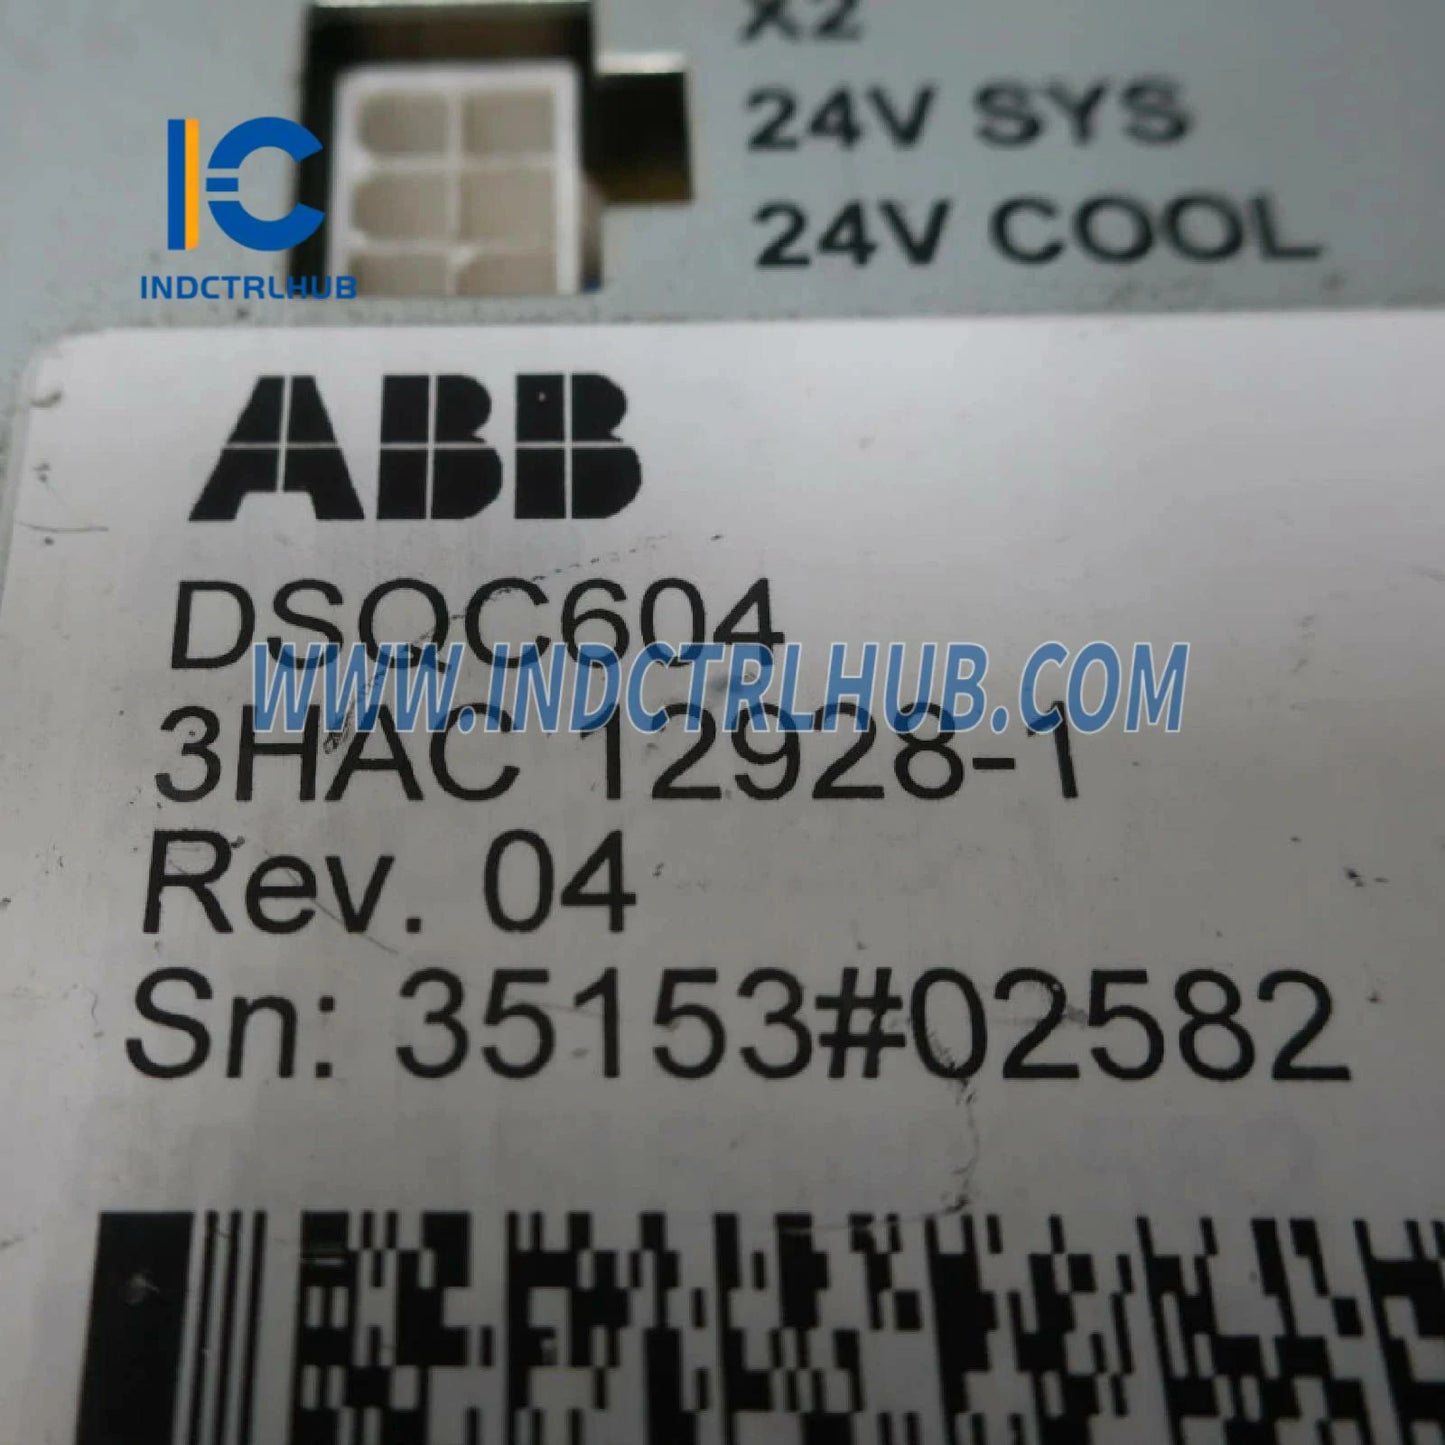 X2
24V SYS
24V COOL
INDCTRLHUB
ABB
DSQC604
WWW.INDCTRLHUB.COM
3HAC 12928-1
Rev. 04
Sn: 35153#02582